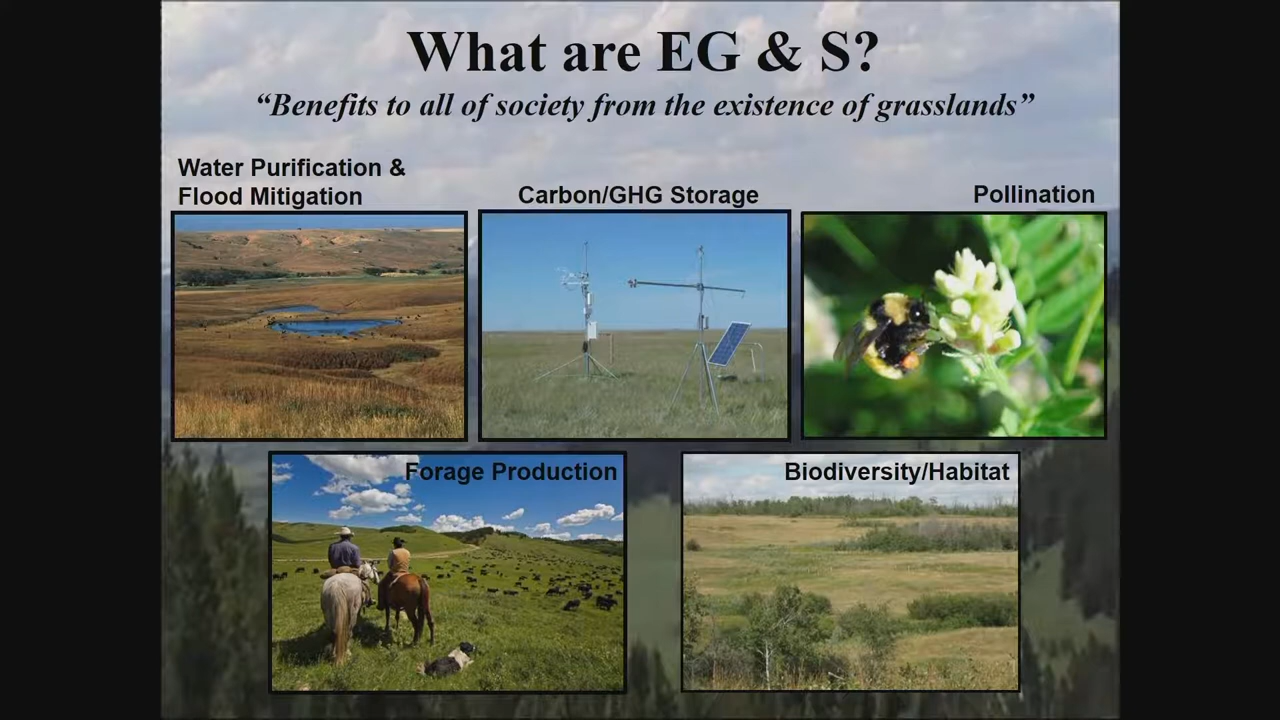 What are EG & S?
“Benefits to all of society from the existence of grasslands”
Water Purification &
Flood Mitigation
Carbon/GHG Storage
Pollination
Forage Production
Biodiversity/Habitat